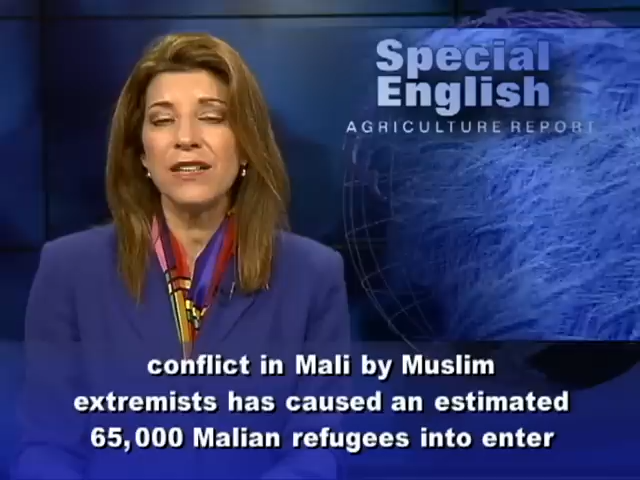 Special
English
AGRICULTURE REPORT
conflict in Mali by Muslim
extremists has caused an estimated
65,000 Malian refugees into enter